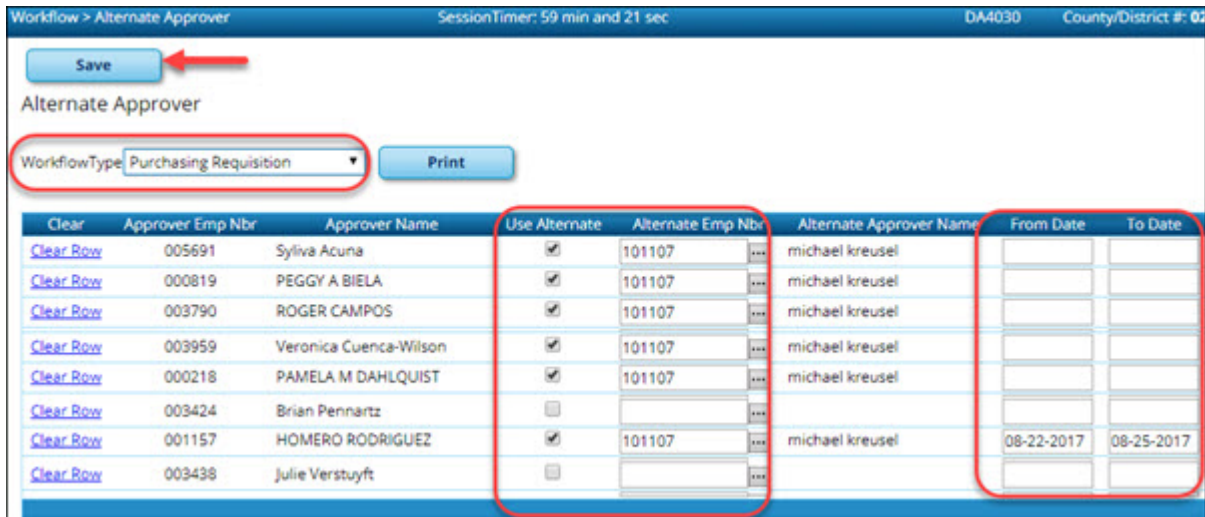 Workflow > Alternate Approver SessionTimer: 59 min and 21 sec DA4030 County/District #: 02
Save
Alternate Approver
WorkflowType Purchasing Requisition Print
Clear Approver Emp Nbr Approver Name Use Alternate Alternate Emp Nbr Alternate Approver Name From Date To Date
Clear Row 005691 Syliva Acuna 101107 ... michael kreusel
Clear Row 000819 PEGGY A BIELA 101107 ... michael kreusel
Clear Row 003790 ROGER CAMPOS 101107 ... michael kreusel
Clear Row 003959 Veronica Cuenca-Wilson 101107 ... michael kreusel
Clear Row 000218 PAMELA M DAHLQUIST 101107 ... michael kreusel
Clear Row 003424 Brian Pennartz ...
Clear Row 001157 HOMERO RODRIGUEZ 101107 ... michael kreusel 08-22-2017 08-25-2017
Clear Row 003438 Julie Verstuyft ...